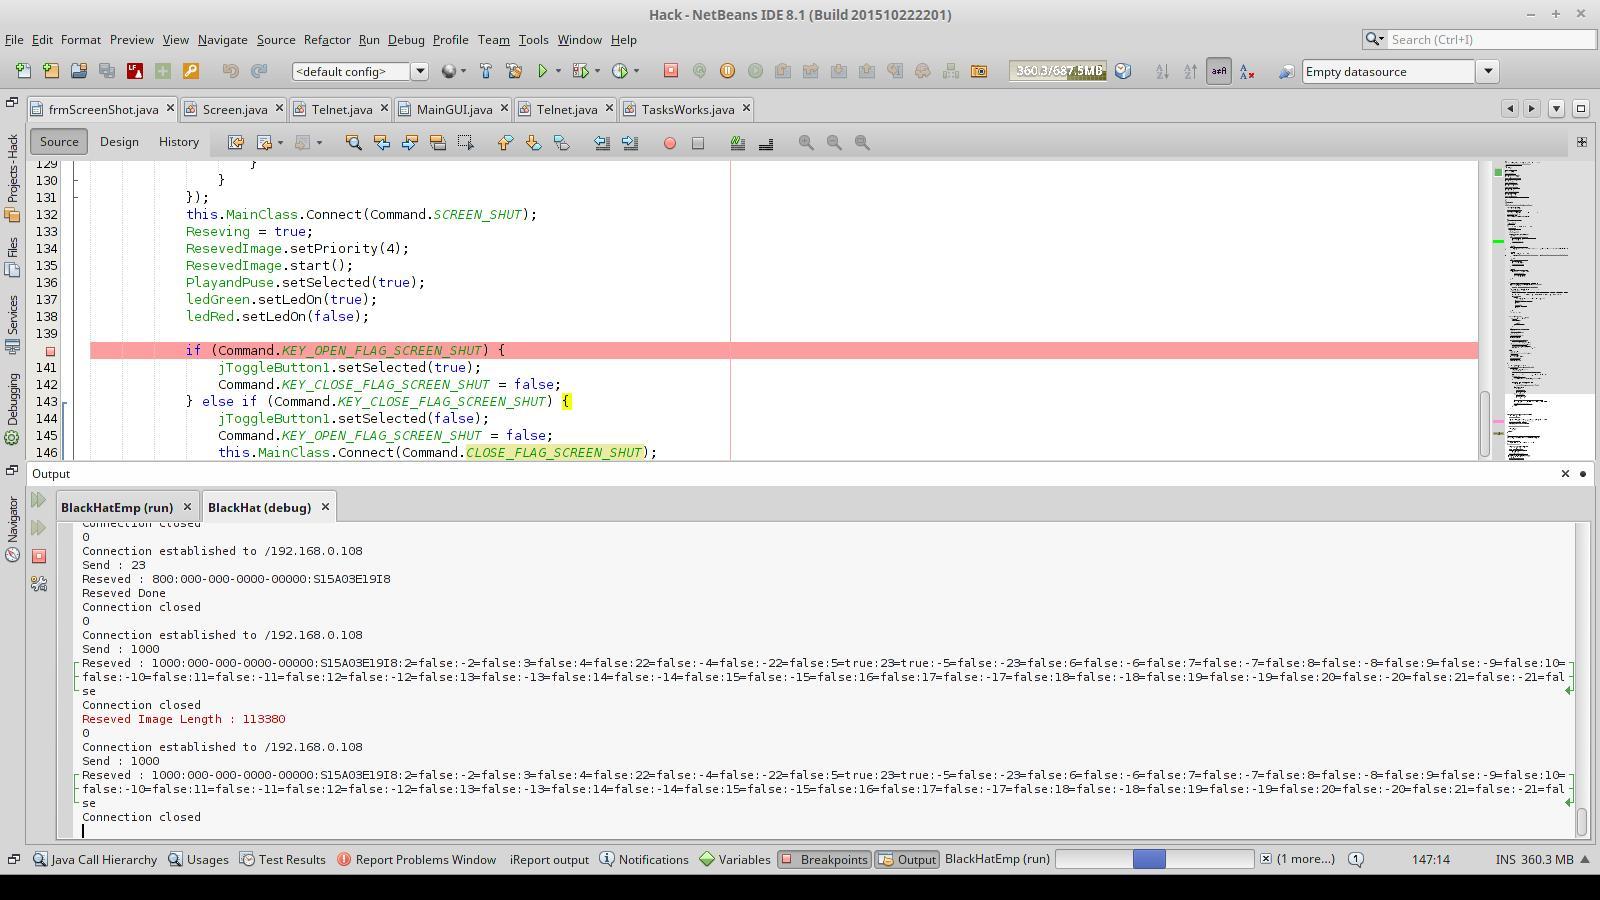 Hack - NetBeans IDE 8.1 (Build 201510222201)
File Edit Format Preview View Navigate Source Refactor Run Debug Profile Team Tools Window Help
Search (Ctrl+I)
<default config>
360.3/687.5MB
Empty datasource
frmScreenShot.java Screen.java Telnet.java MainGUI.java Telnet.java TasksWorks.java
Source Design History
Projects - Hack
Files
Services
Debugging
Navigator
129 }
130 }
131 });
132 this.MainClass.Connect(Command.SCREEN_SHUT);
133 Reseving = true;
134 ResevedImage.setPriority(4);
135 ResevedImage.start();
136 PlayandPuse.setSelected(true);
137 ledGreen.setLedOn(true);
138 ledRed.setLedOn(false);
139
if (Command.KEY_OPEN_FLAG_SCREEN_SHUT) {
141 jToggleButton1.setSelected(true);
142 Command.KEY_CLOSE_FLAG_SCREEN_SHUT = false;
143 } else if (Command.KEY_CLOSE_FLAG_SCREEN_SHUT) {
144 jToggleButton1.setSelected(false);
145 Command.KEY_OPEN_FLAG_SCREEN_SHUT = false;
146 this.MainClass.Connect(Command.CLOSE_FLAG_SCREEN_SHUT);
Output
BlackHatEmp (run) BlackHat (debug)
Connection closed
0
Connection established to /192.168.0.108
Send : 23
Reseved : 800:000-000-0000-00000:S15A03E19I8
Reseved Done
Connection closed
0
Connection established to /192.168.0.108
Send : 1000
Reseved : 1000:000-000-0000-00000:S15A03E19I8:2=false:-2=false:3=false:4=false:22=false:-4=false:-22=false:5=true:23=true:-5=false:-23=false:6=false:-6=false:7=false:-7=false:8=false:-8=false:9=false:-9=false:10=
false:-10=false:11=false:-11=false:12=false:-12=false:13=false:-13=false:14=false:-14=false:15=false:-15=false:16=false:17=false:-17=false:18=false:-18=false:19=false:-19=false:20=false:-20=false:21=false:-21=fal
se
Connection closed
Reseved Image Length : 113380
0
Connection established to /192.168.0.108
Send : 1000
Reseved : 1000:000-000-0000-00000:S15A03E19I8:2=false:-2=false:3=false:4=false:22=false:-4=false:-22=false:5=true:23=true:-5=false:-23=false:6=false:-6=false:7=false:-7=false:8=false:-8=false:9=false:-9=false:10=
false:-10=false:11=false:-11=false:12=false:-12=false:13=false:-13=false:14=false:-14=false:15=false:-15=false:16=false:17=false:-17=false:18=false:-18=false:19=false:-19=false:20=false:-20=false:21=false:-21=fal
se
Connection closed
Java Call Hierarchy Usages Test Results Report Problems Window iReport output Notifications Variables Breakpoints Output BlackHatEmp (run) (1 more...) 1 147:14 INS 360.3 MB